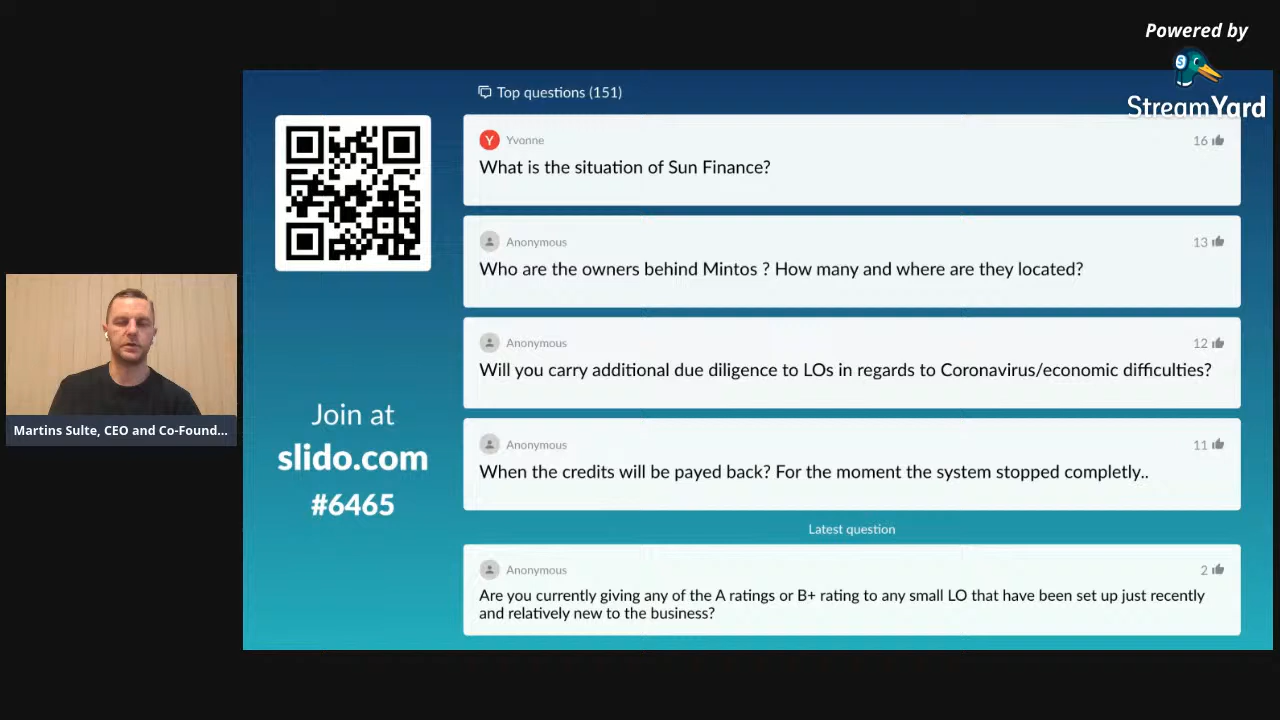 Powered by
S
StreamYard
Top questions (151)
Y
Yvonne
16
What is the situation of Sun Finance?
Anonymous
13
Who are the owners behind Mintos ? How many and where are they located?
Anonymous
12
Will you carry additional due diligence to LOs in regards to Coronavirus/economic difficulties?
Anonymous
11
When the credits will be payed back? For the moment the system stopped completly..
Latest question
Anonymous
2
Are you currently giving any of the A ratings or B+ rating to any small LO that have been set up just recently
and relatively new to the business?
Join at
slido.com
#6465
Martins Sulte, CEO and Co-Found...